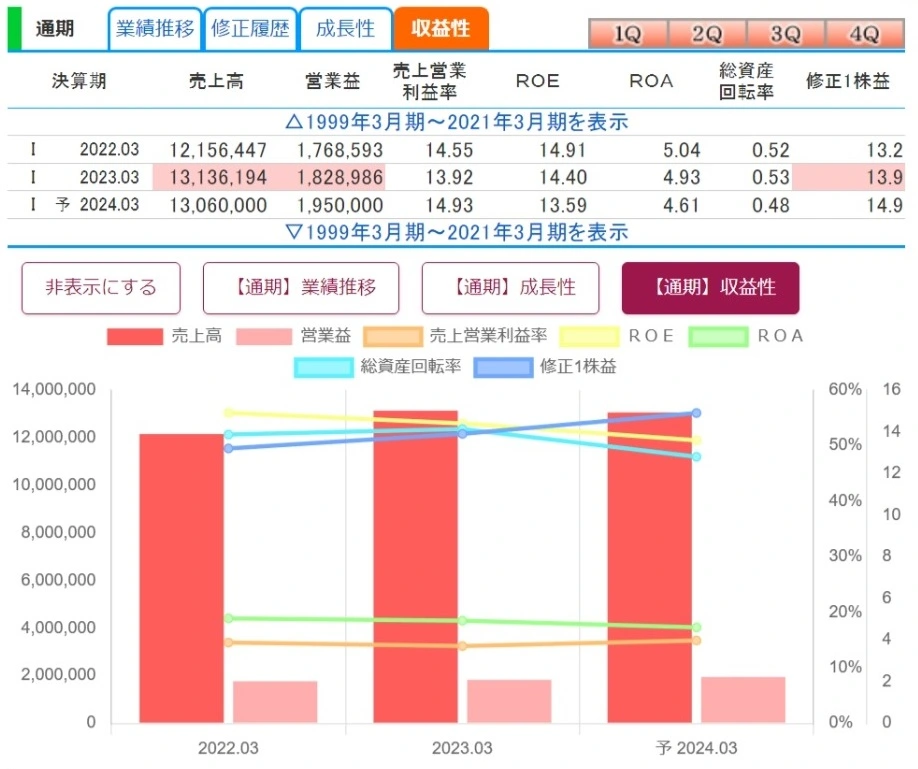 通期 業績推移 修正履歴 成長性 収益性 1Q 2Q 3Q 4Q
決算期 売上高 営業益 売上営業利益率 ROE ROA 総資産回転率 修正1株益
△1999年3月期～2021年3月期を表示
I 2022.03 12,156,447 1,768,593 14.55 14.91 5.04 0.52 13.2
I 2023.03 13,136,194 1,828,986 13.92 14.40 4.93 0.53 13.9
I 予 2024.03 13,060,000 1,950,000 14.93 13.59 4.61 0.48 14.9
▽1999年3月期～2021年3月期を表示
非表示にする 【通期】業績推移 【通期】成長性 【通期】収益性
売上高 営業益 売上営業利益率 ROE ROA
総資産回転率 修正1株益
14,000,000 60% 16
12,000,000 50% 14
10,000,000 40% 12
8,000,000 30% 10
6,000,000 20% 8
4,000,000 10% 6
2,000,000 0% 4
0 2
0
2022.03 2023.03 予 2024.03